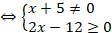 ⇔ { x + 5 ≠ 0
2x − 12 ≥ 0